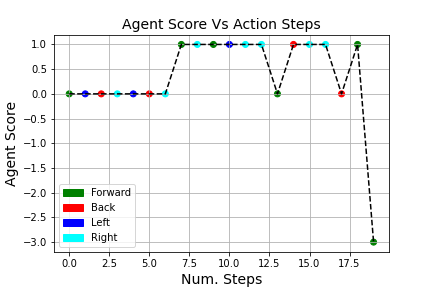 Agent Score Vs Action Steps
Agent Score
1.0
0.5
0.0
−0.5
−1.0
−1.5
−2.0
−2.5
−3.0
Forward
Back
Left
Right
0.0 2.5 5.0 7.5 10.0 12.5 15.0 17.5
Num. Steps